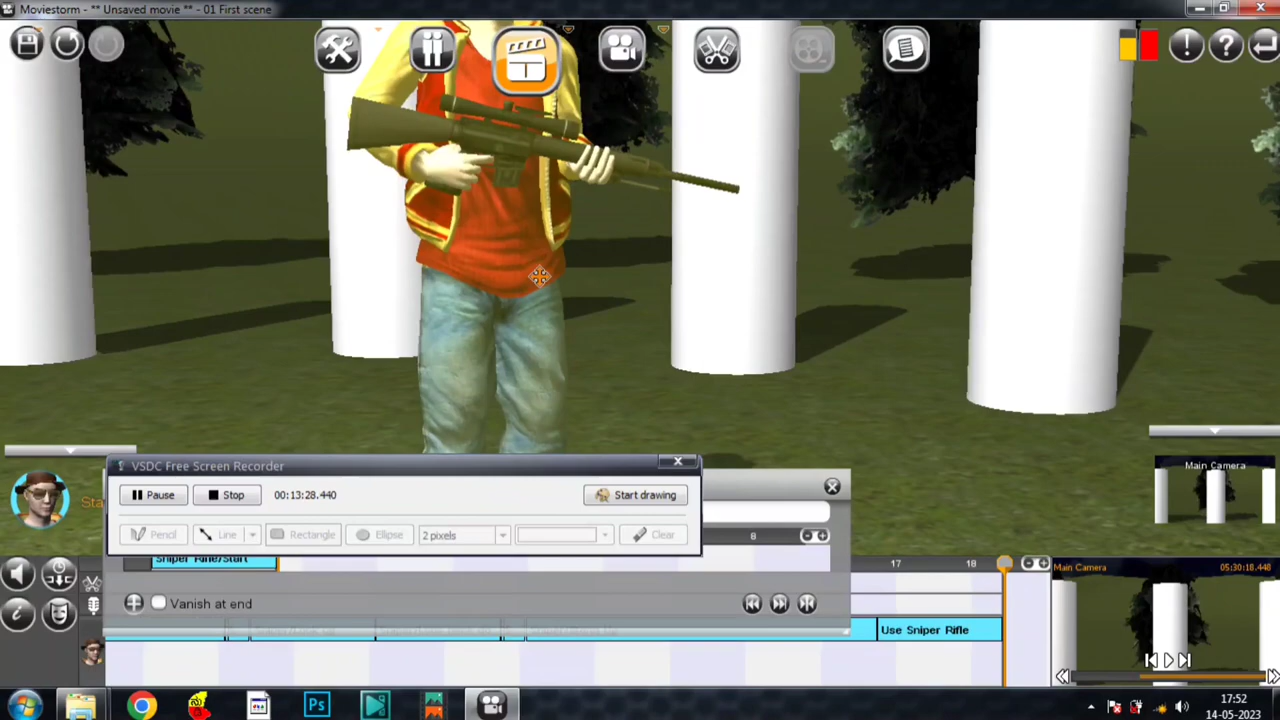 Moviestorm - ** Unsaved movie ** - 01 First scene
Main Camera
VSDC Free Screen Recorder
Pause
Stop
00:13:28.440
Start drawing
Pencil
Line
Rectangle
Ellipse
2 pixels
Clear
8
Sniper Rifle/Start
17
18
Main Camera
05:30:18.448
Vanish at end
Use Sniper Rifle
Ps
17:52
14-05-2023